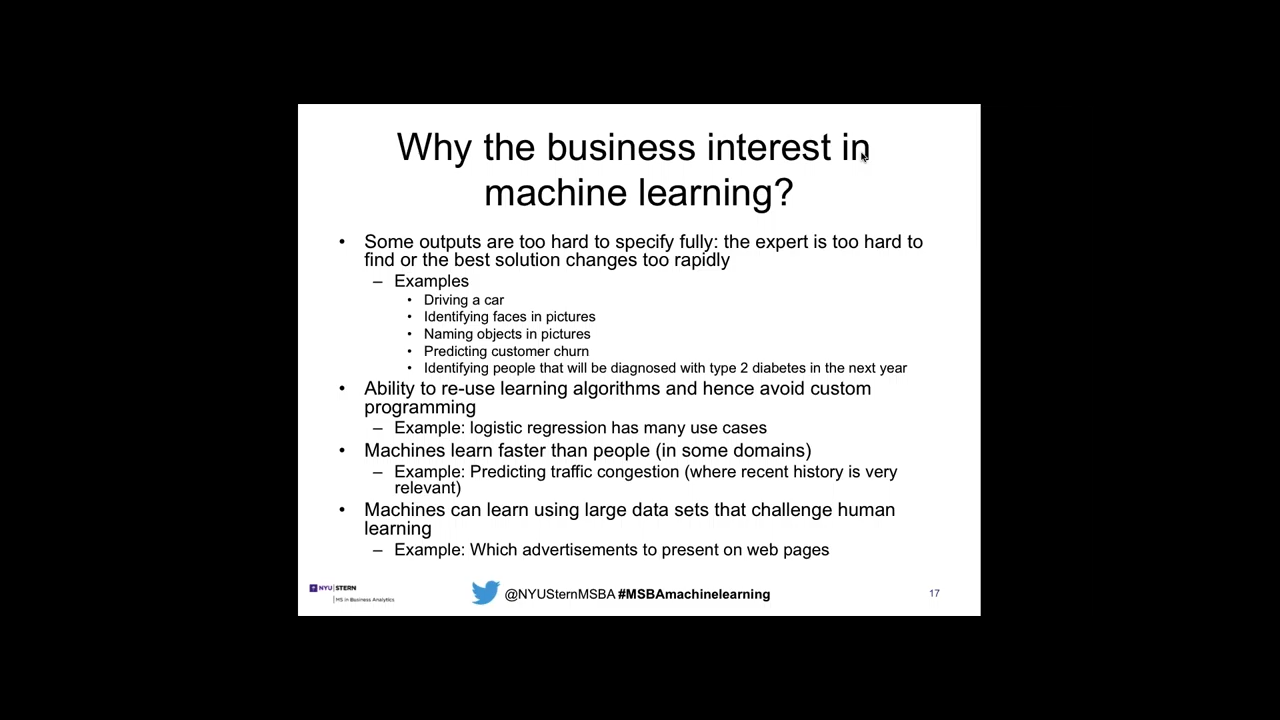 Why the business interest in
machine learning?
• Some outputs are too hard to specify fully: the expert is too hard to
find or the best solution changes too rapidly
– Examples
• Driving a car
• Identifying faces in pictures
• Naming objects in pictures
• Predicting customer churn
• Identifying people that will be diagnosed with type 2 diabetes in the next year
• Ability to re-use learning algorithms and hence avoid custom
programming
– Example: logistic regression has many use cases
• Machines learn faster than people (in some domains)
– Example: Predicting traffic congestion (where recent history is very
relevant)
• Machines can learn using large data sets that challenge human
learning
– Example: Which advertisements to present on web pages
NYU | STERN
| MS in Business Analytics
@NYUSternMSBA #MSBAmachinelearning
17